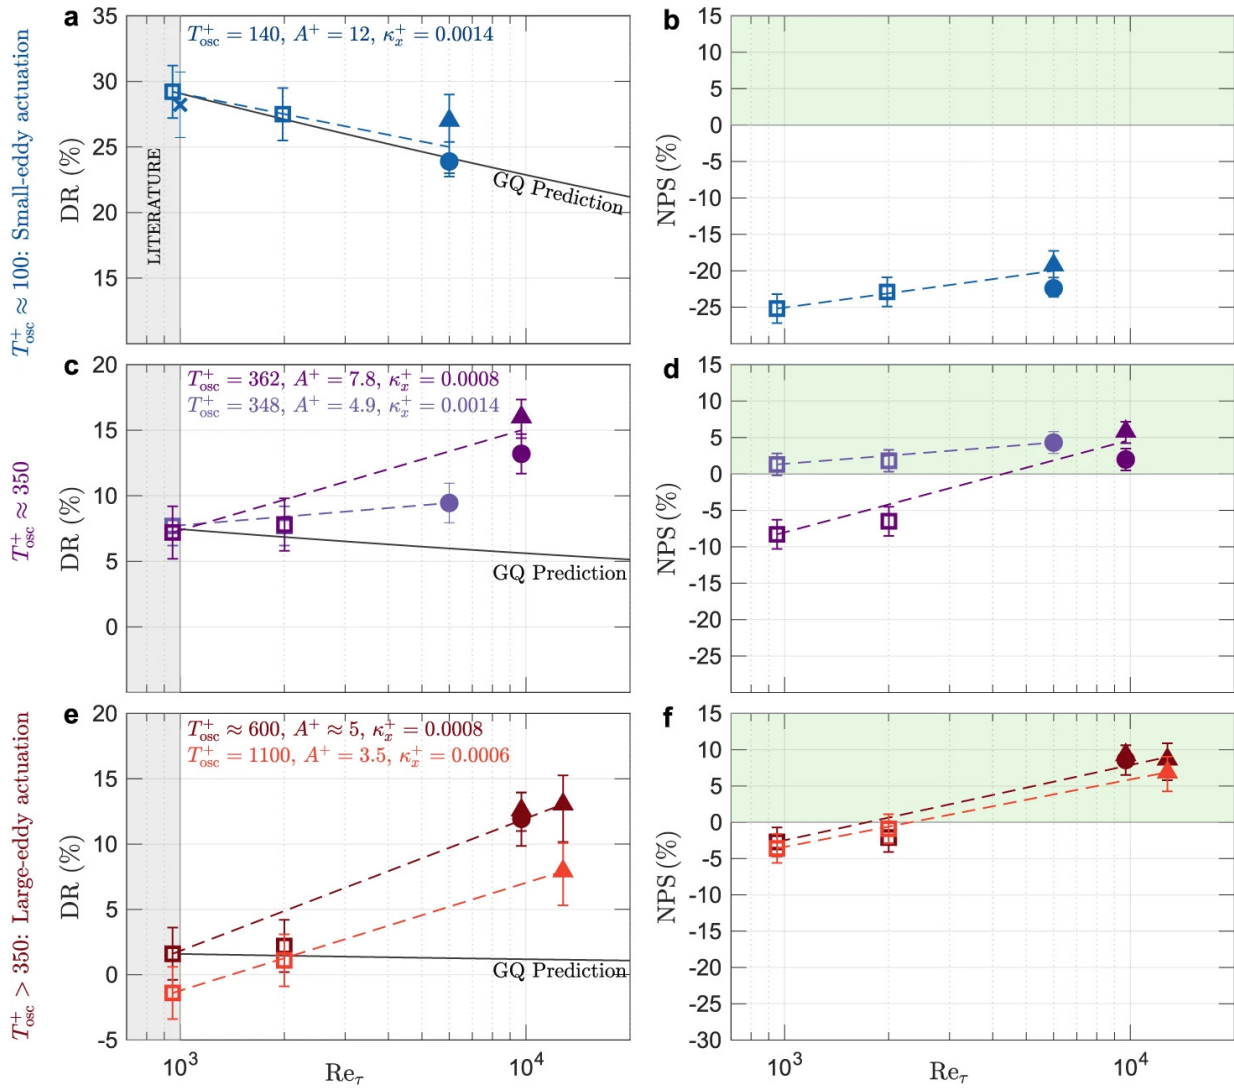 a
T⁺osc = 140, A⁺ = 12, κ⁺x = 0.0014
35
30
25
20
15
DR (%)
LITERATURE
GQ Prediction
T⁺osc ≈ 100: Small-eddy actuation
b
15
10
5
0
-5
-10
-15
-20
-25
NPS (%)
c
T⁺osc = 362, A⁺ = 7.8, κ⁺x = 0.0008
T⁺osc = 348, A⁺ = 4.9, κ⁺x = 0.0014
20
15
10
5
0
DR (%)
GQ Prediction
T⁺osc ≈ 350
d
15
10
5
0
-5
-10
-15
-20
-25
NPS (%)
e
T⁺osc ≈ 600, A⁺ ≈ 5, κ⁺x = 0.0008
T⁺osc = 1100, A⁺ = 3.5, κ⁺x = 0.0006
20
15
10
5
0
-5
DR (%)
GQ Prediction
T⁺osc > 350: Large-eddy actuation
10³
Reτ
10⁴
f
15
10
5
0
-5
-10
-15
-20
-25
-30
NPS (%)
10³
Reτ
10⁴